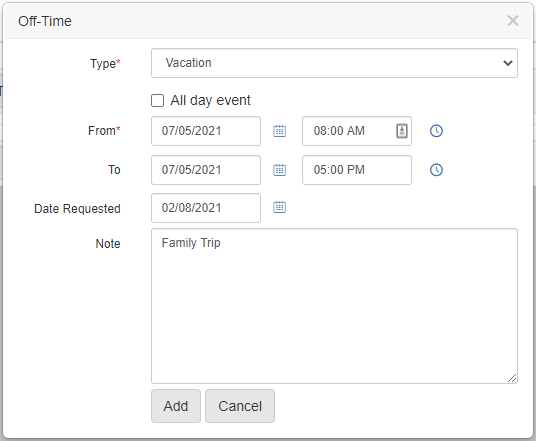 Off-Time ×
Type* Vacation
All day event
From* 07/05/2021 08:00 AM
To 07/05/2021 05:00 PM
Date Requested 02/08/2021
Note Family Trip
Add Cancel